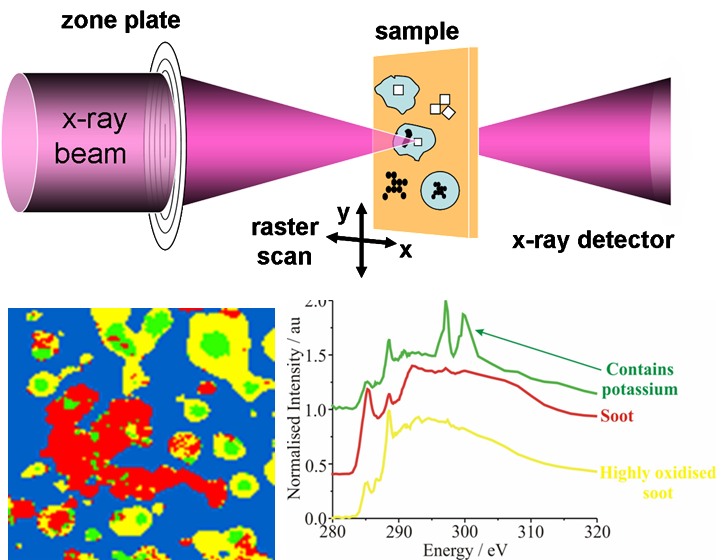 zone plate
sample
x-ray
beam
y
raster
scan
x
x-ray detector
2.0
1.5
1.0
0.5
0.0
Normalised Intensity / au
Contains
potassium
Soot
Highly oxidised
soot
280
290
300
310
320
Energy / eV